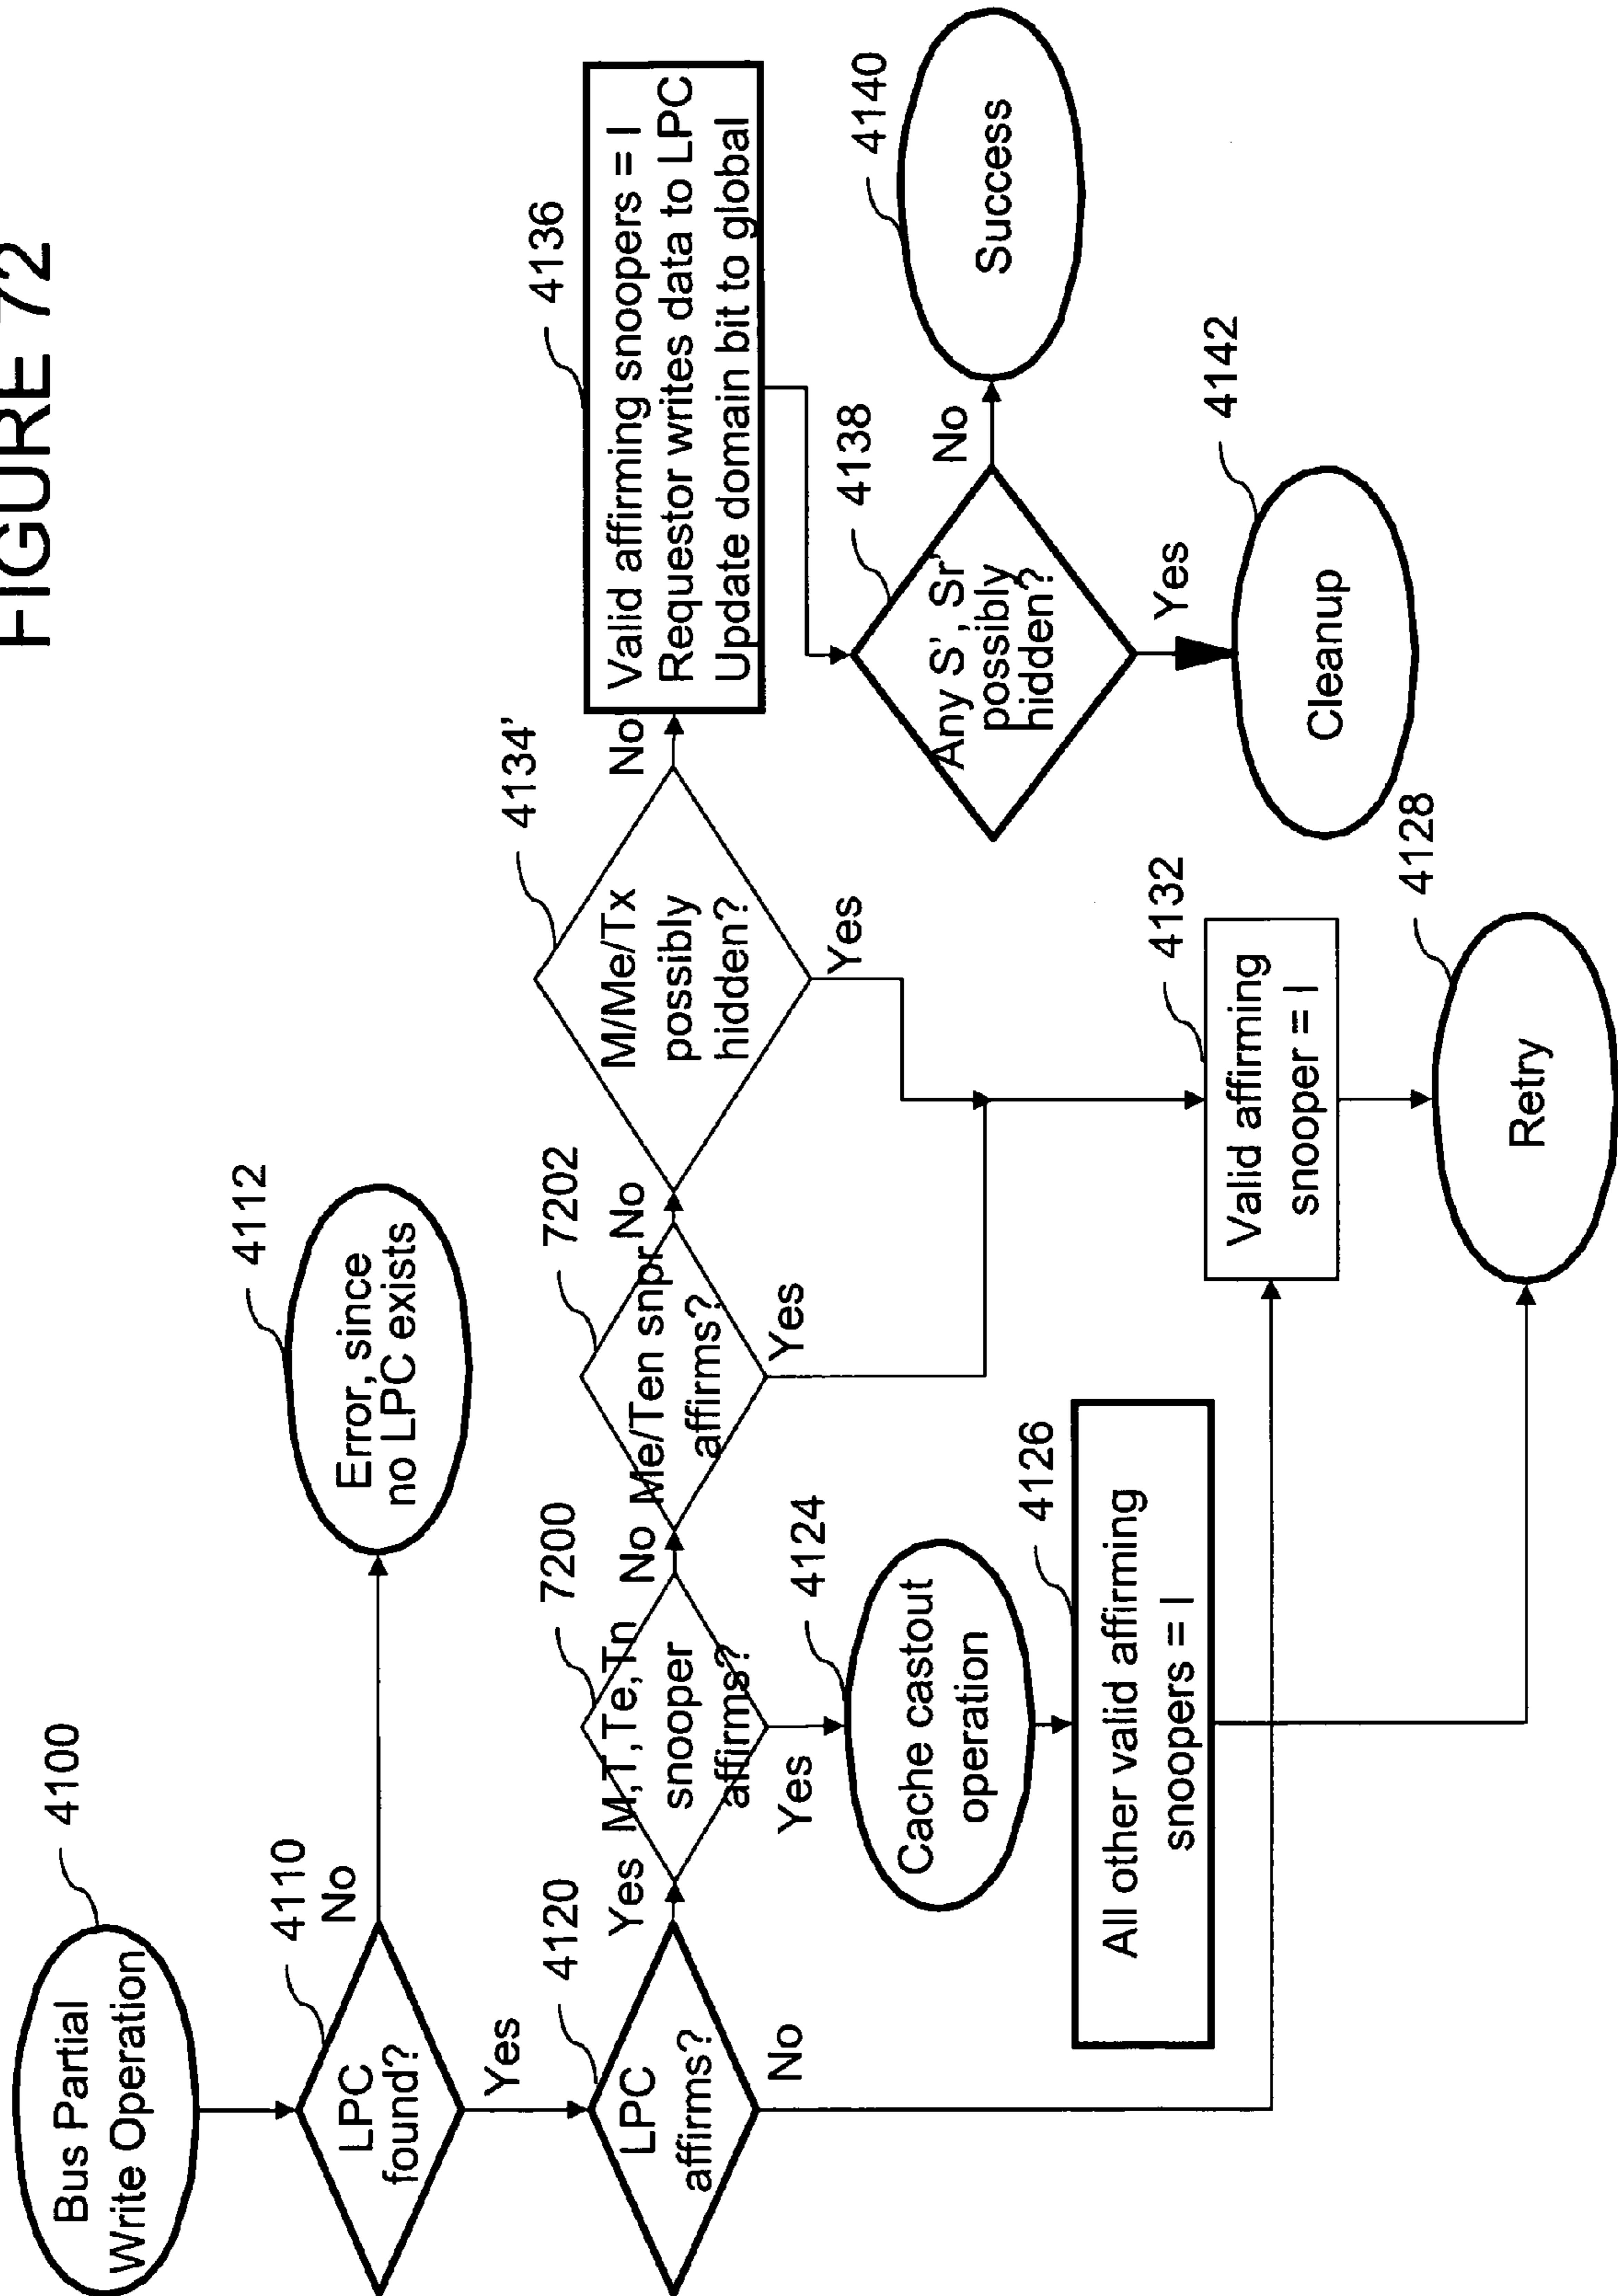 FIGURE 72
4100
Bus Partial
Write Operation
4110
LPC
found?
No
Yes
4112
Error, since
no LPC exists
4120
LPC
affirms?
Yes
No
7200
M,T,Te,Tn
snooper
affirms?
No
Yes
7202
Me/Ten snpr
affirms?
No
Yes
4134'
M/Me/Tx
possibly
hidden?
No
Yes
4136
Valid affirming snoopers = I
Requestor writes data to LPC
Update domain bit to global
4138
Any S', Sr
possibly
hidden?
No
Yes
4140
Success
4142
Cleanup
4124
Cache castout
operation
4126
All other valid affirming
snoopers = I
4132
Valid affirming
snooper = I
4128
Retry